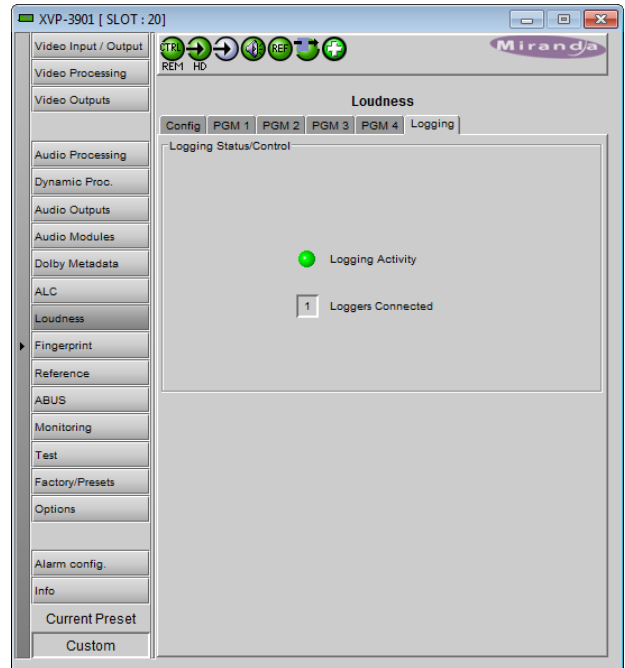 XVP-3901 [ SLOT : 20]
Video Input / Output
Video Processing
Video Outputs
Audio Processing
Dynamic Proc.
Audio Outputs
Audio Modules
Dolby Metadata
ALC
Loudness
Fingerprint
Reference
ABUS
Monitoring
Test
Factory/Presets
Options
Alarm config.
Info
Current Preset
Custom
CTRL REF
REM HD
Miranda
Loudness
Config PGM 1 PGM 2 PGM 3 PGM 4 Logging
Logging Status/Control
Logging Activity
1 Loggers Connected